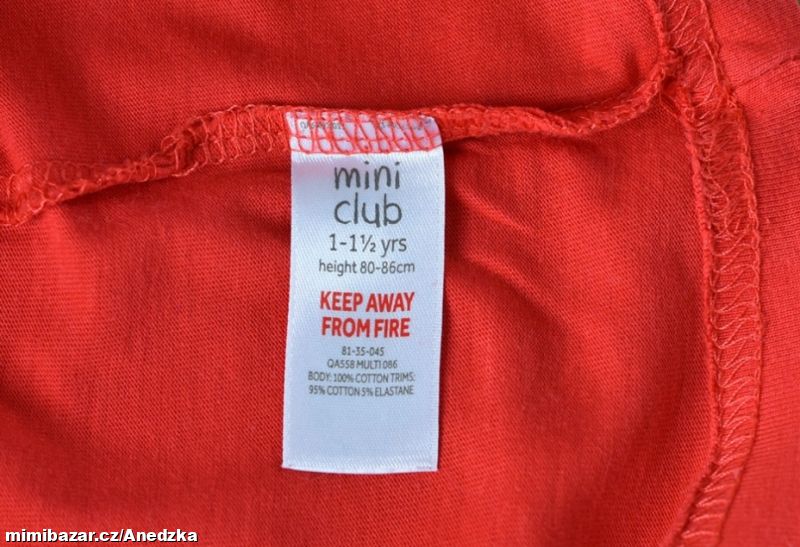 mini
club
1-1½ yrs
height 80-86cm
KEEP AWAY
FROM FIRE
81-35-045
QA558 MULTI 086
BODY: 100% COTTON TRIMS:
95% COTTON 5% ELASTANE
mimibazar.cz/Anedzka